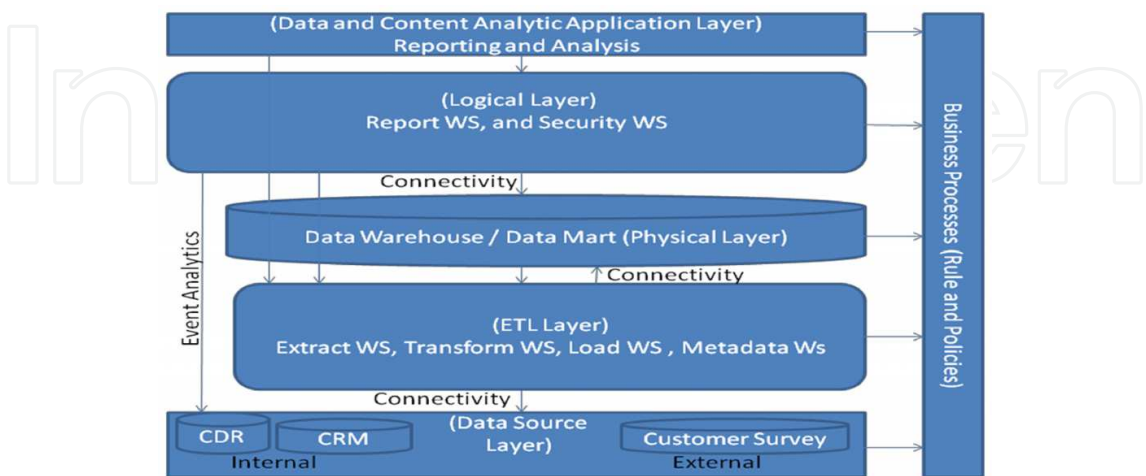 (Data and Content Analytic Application Layer)
Reporting and Analysis
(Logical Layer)
Report WS, and Security WS
Connectivity
Data Warehouse / Data Mart (Physical Layer)
Connectivity
Event Analytics
(ETL Layer)
Extract WS, Transform WS, Load WS , Metadata Ws
Connectivity
(Data Source
Layer)
CDR
CRM
Customer Survey
Internal
External
Business Processes (Rule and Policies)